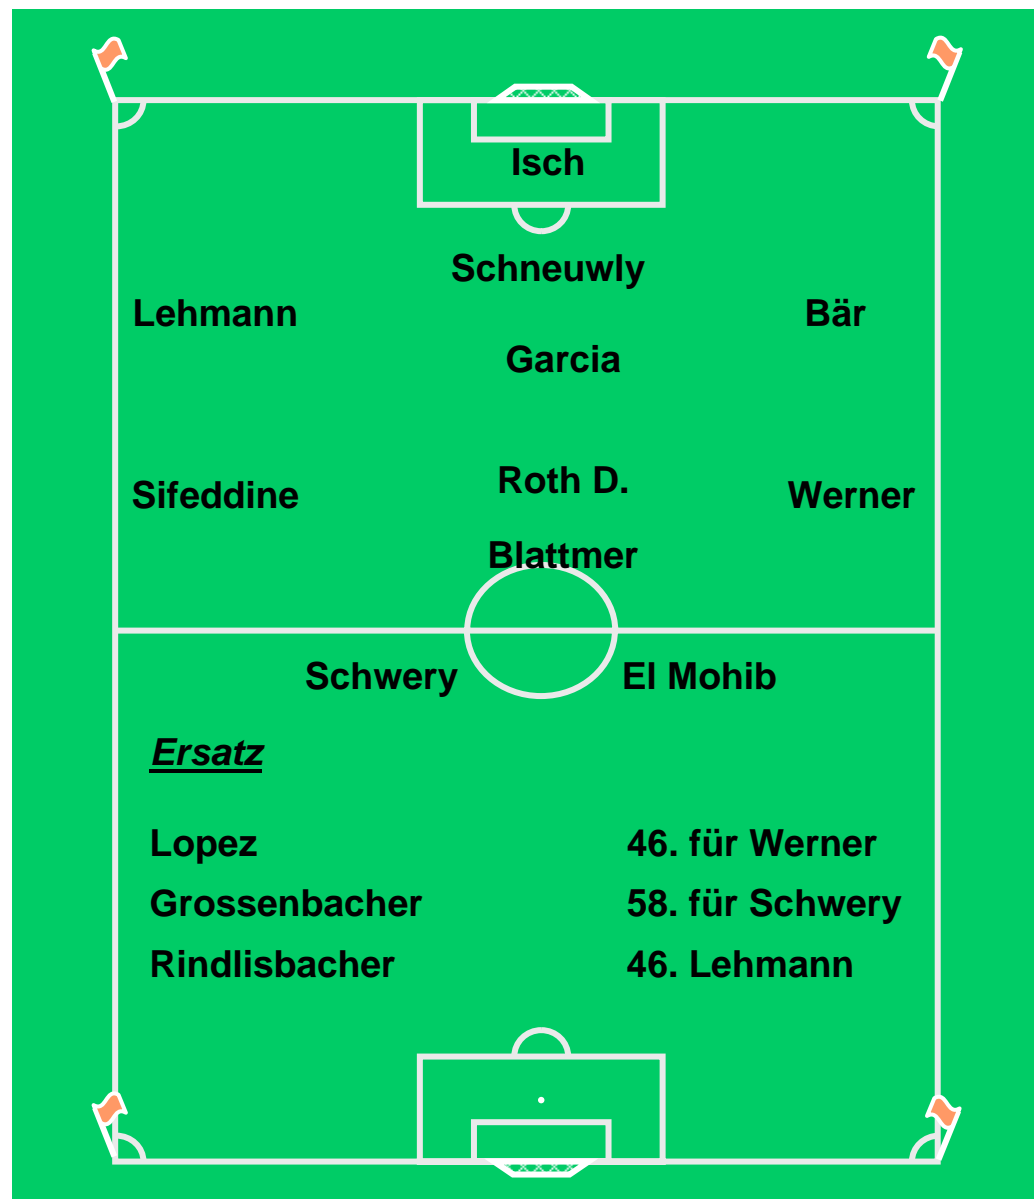 Isch
Schneuwly
Lehmann Bär
Garcia
Roth D.
Sifeddine Werner
Blattmer
Schwery El Mohib
Ersatz
Lopez 46. für Werner
Grossenbacher 58. für Schwery
Rindlisbacher 46. Lehmann